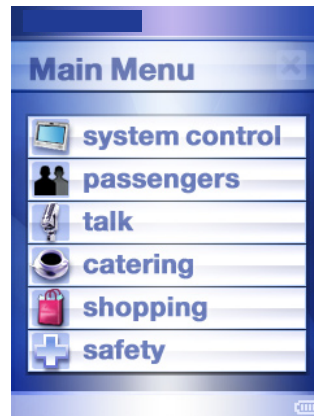 Main Menu
system control
passengers
talk
catering
shopping
safety